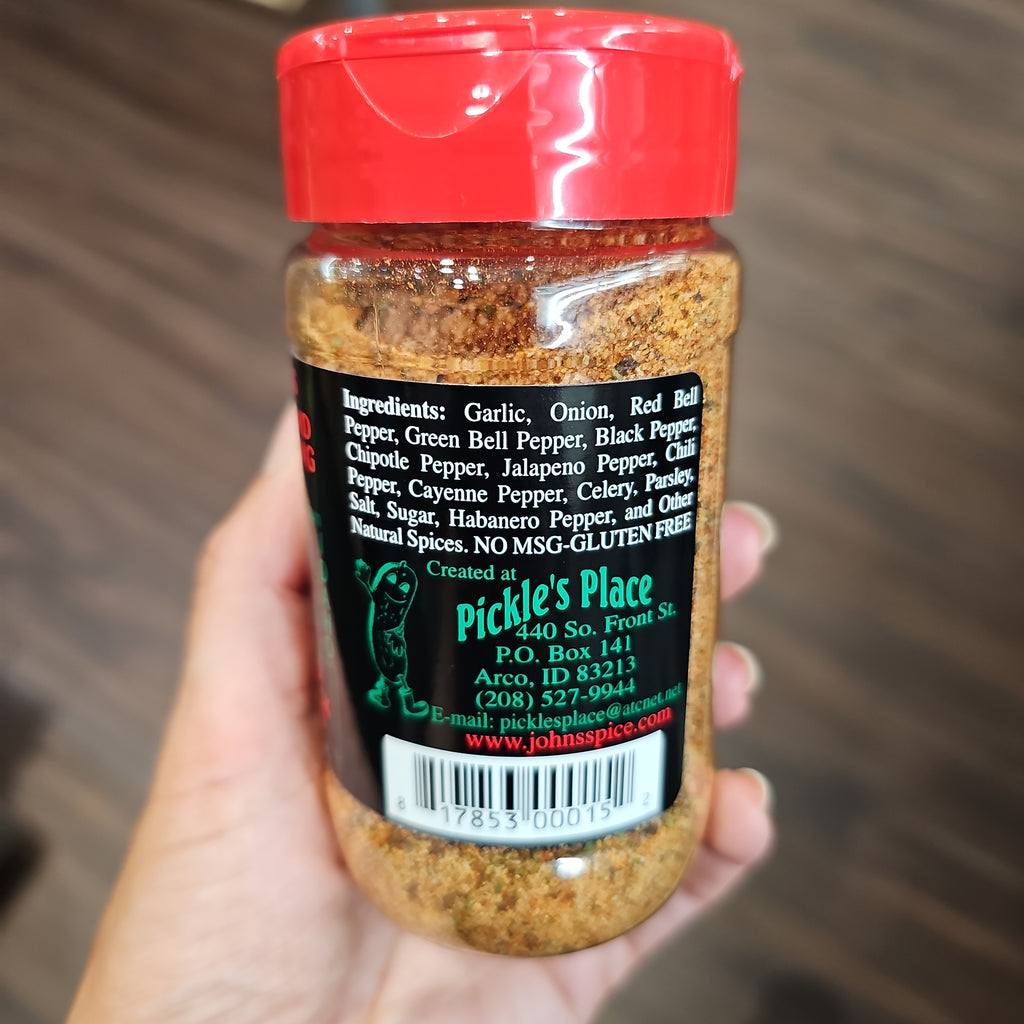 Ingredients: Garlic, Onion, Red Bell
Pepper, Green Bell Pepper, Black Pepper,
Chipotle Pepper, Jalapeno Pepper, Chili
Pepper, Cayenne Pepper, Celery, Parsley,
Salt, Sugar, Habanero Pepper, and Other
Natural Spices. NO MSG-GLUTEN FREE
Created at
Pickle's Place
440 So. Front St.
P.O. Box 141
Arco, ID 83213
(208) 527-9944
E-mail: picklesplace@atcnet.net
www.johnsspice.com
8 17853 00015 2